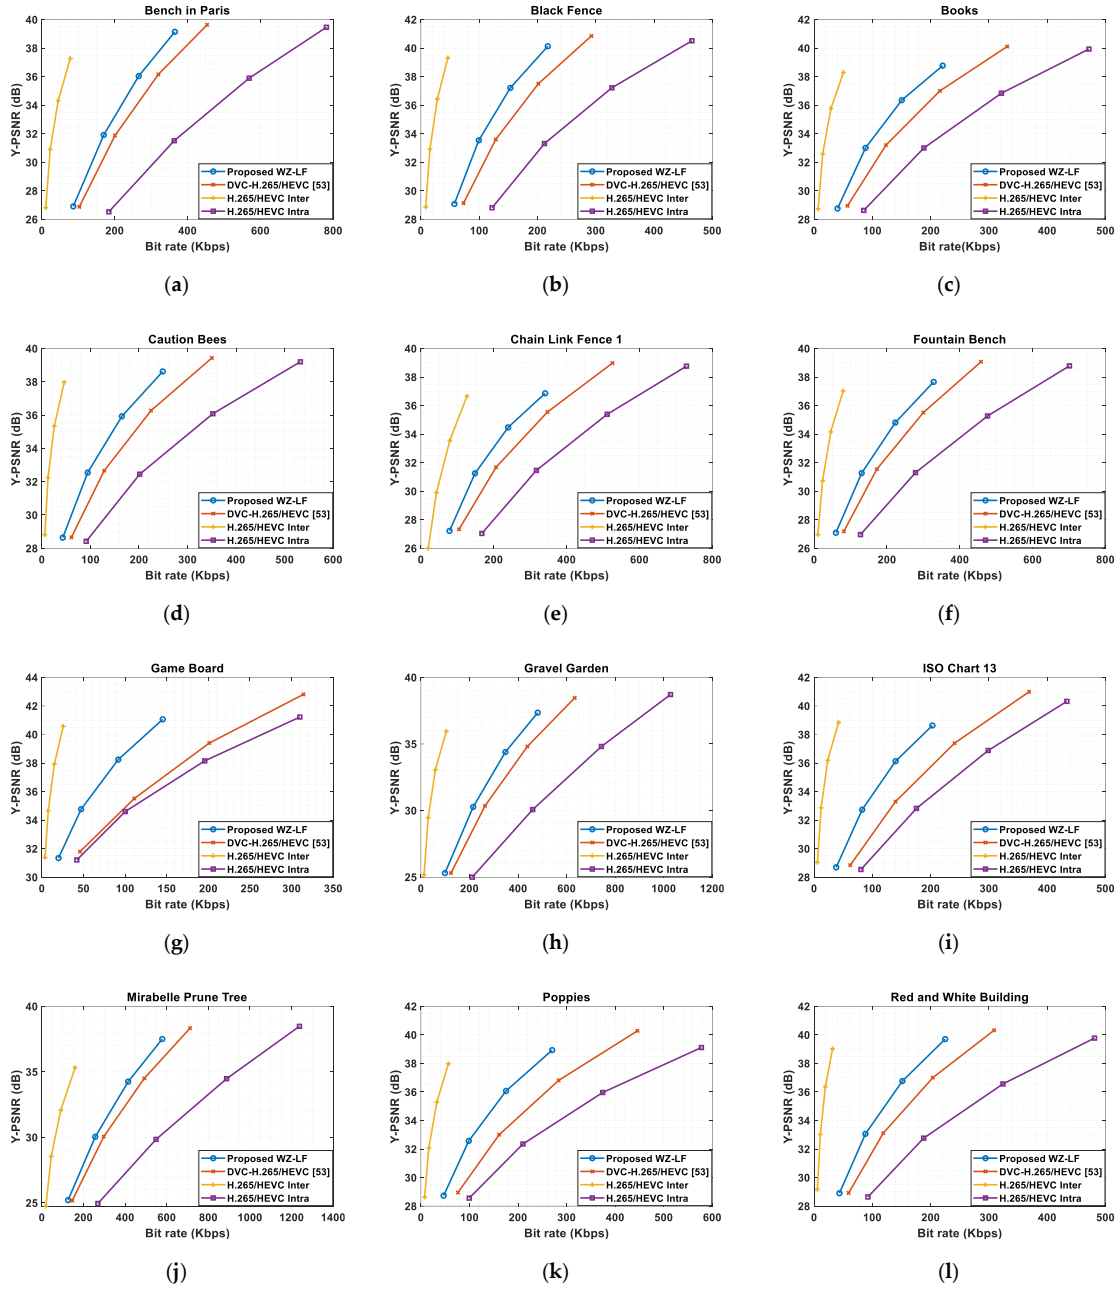 Bench in Paris
40
38
36
34
32
30
28
26
0 200 400 600 800
Y-PSNR (dB)
Bit rate (Kbps)
Proposed WZ-LF
DVC-H.265/HEVC [53]
H.265/HEVC Inter
H.265/HEVC Intra
(a)
Black Fence
42
40
38
36
34
32
30
28
0 100 200 300 400 500
Y-PSNR (dB)
Bit rate (Kbps)
Proposed WZ-LF
DVC-H.265/HEVC [53]
H.265/HEVC Inter
H.265/HEVC Intra
(b)
Books
42
40
38
36
34
32
30
28
0 100 200 300 400 500
Y-PSNR (dB)
Bit rate(Kbps)
Proposed WZ-LF
DVC-H.265/HEVC [53]
H.265/HEVC Inter
H.265/HEVC Intra
(c)
Caution Bees
40
38
36
34
32
30
28
0 100 200 300 400 500 600
Y-PSNR (dB)
Bit rate (Kbps)
Proposed WZ-LF
DVC-H.265/HEVC [53]
H.265/HEVC Inter
H.265/HEVC Intra
(d)
Chain Link Fence 1
40
38
36
34
32
30
28
26
0 200 400 600 800
Y-PSNR (dB)
Bit rate (Kbps)
Proposed WZ-LF
DVC-H.265/HEVC [53]
H.265/HEVC Inter
H.265/HEVC Intra
(e)
Fountain Bench
40
38
36
34
32
30
28
26
0 200 400 600 800
Y-PSNR (dB)
Bit rate (Kbps)
Proposed WZ-LF
DVC-H.265/HEVC [53]
H.265/HEVC Inter
H.265/HEVC Intra
(f)
Game Board
44
42
40
38
36
34
32
30
0 50 100 150 200 250 300 350
Y-PSNR (dB)
Bit rate (Kbps)
Proposed WZ-LF
DVC-H.265/HEVC [53]
H.265/HEVC Inter
H.265/HEVC Intra
(g)
Gravel Garden
40
35
30
25
0 200 400 600 800 1000 1200
Y-PSNR (dB)
Bit rate (Kbps)
Proposed WZ-LF
DVC-H.265/HEVC [53]
H.265/HEVC Inter
H.265/HEVC Intra
(h)
ISO Chart 13
42
40
38
36
34
32
30
28
0 100 200 300 400 500
Y-PSNR (dB)
Bit rate (Kbps)
Proposed WZ-LF
DVC-H.265/HEVC [53]
H.265/HEVC Inter
H.265/HEVC Intra
(i)
Mirabelle Prune Tree
40
35
30
25
0 200 400 600 800 1000 1200 1400
Y-PSNR (dB)
Bit rate (Kbps)
Proposed WZ-LF
DVC-H.265/HEVC [53]
H.265/HEVC Inter
H.265/HEVC Intra
(j)
Poppies
42
40
38
36
34
32
30
28
0 100 200 300 400 500 600
Y-PSNR (dB)
Bit rate (Kbps)
Proposed WZ-LF
DVC-H.265/HEVC [53]
H.265/HEVC Inter
H.265/HEVC Intra
(k)
Red and White Building
42
40
38
36
34
32
30
28
0 100 200 300 400 500
Y-PSNR (dB)
Bit rate (Kbps)
Proposed WZ-LF
DVC-H.265/HEVC [53]
H.265/HEVC Inter
H.265/HEVC Intra
(l)